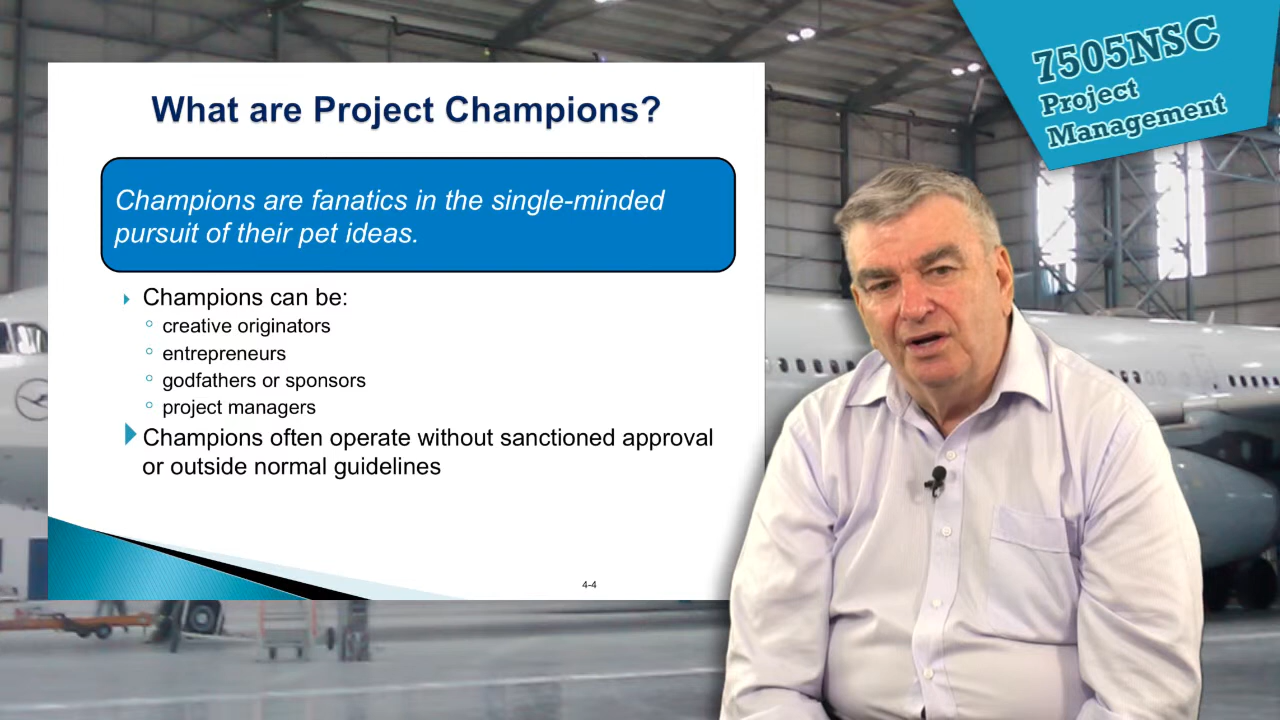 What are Project Champions?
Champions are fanatics in the single-minded
pursuit of their pet ideas.
Champions can be:
creative originators
entrepreneurs
godfathers or sponsors
project managers
Champions often operate without sanctioned approval
or outside normal guidelines
4-4
7505NSC
Project
Management